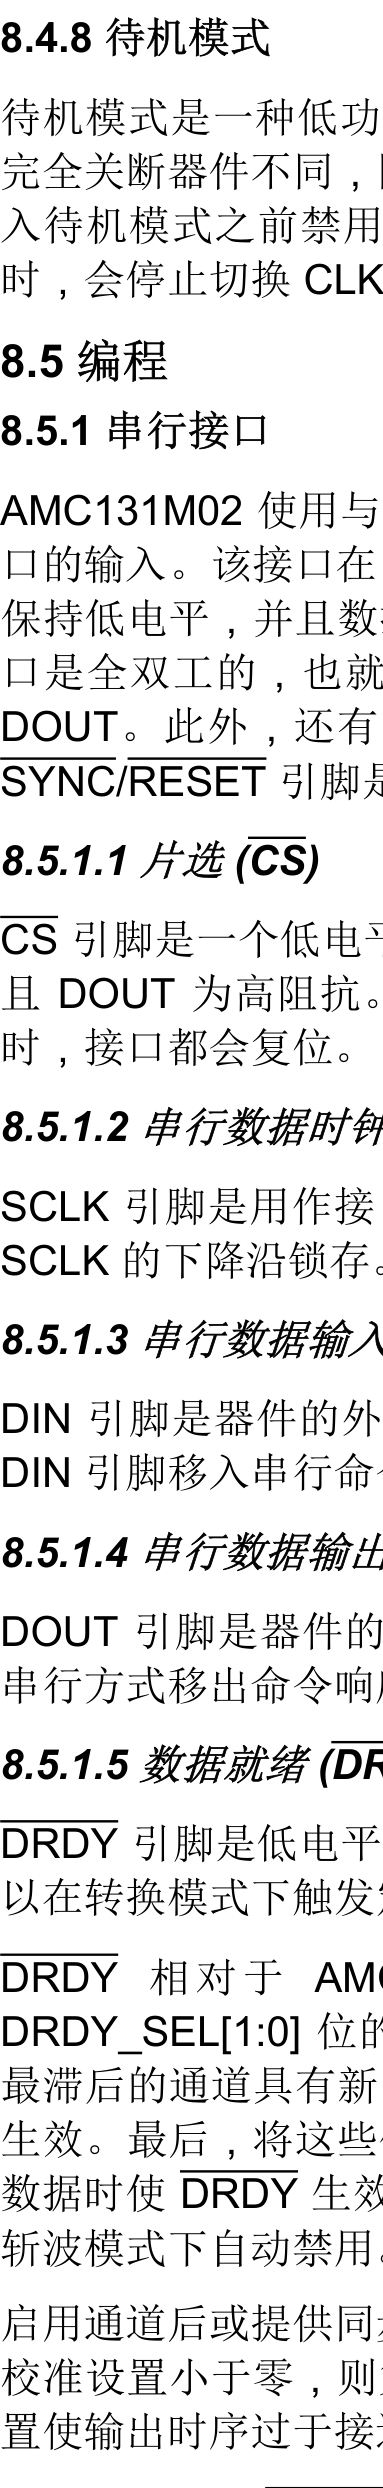 8.4.8 待机模式
待机模式是一种低功
完全关断器件不同，
入待机模式之前禁用
时，会停止切换 CLK
8.5 编程
8.5.1 串行接口
AMC131M02 使用与
口的输入。该接口在
保持低电平，并且数
口是全双工的，也就
DOUT。此外，还有
SYNC/RESET 引脚是
8.5.1.1 片选 (CS)
CS 引脚是一个低电平
且 DOUT 为高阻抗。
时，接口都会复位。
8.5.1.2 串行数据时钟
SCLK 引脚是用作接
SCLK 的下降沿锁存。
8.5.1.3 串行数据输入
DIN 引脚是器件的外
DIN 引脚移入串行命
8.5.1.4 串行数据输出
DOUT 引脚是器件的
串行方式移出命令响
8.5.1.5 数据就绪 (DR
DRDY 引脚是低电平
以在转换模式下触发
DRDY 相对于 AMC
DRDY_SEL[1:0] 位的
最滞后的通道具有新
生效。最后，将这些
数据时使 DRDY 生效
斩波模式下自动禁用。
启用通道后或提供同步
校准设置小于零，则
置使输出时序过于接